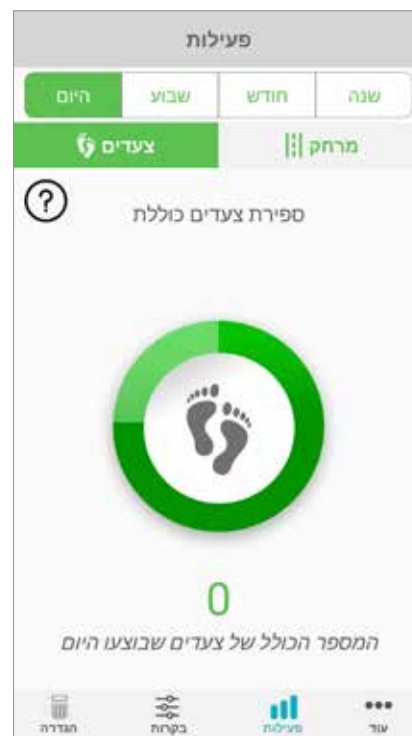 פעילות
היום שבוע חודש שנה
צעדים מרחק
?
ספירת צעדים כוללת
0
המספר הכולל של צעדים שבוצעו היום
הגדרה בקרות פעילות עוד